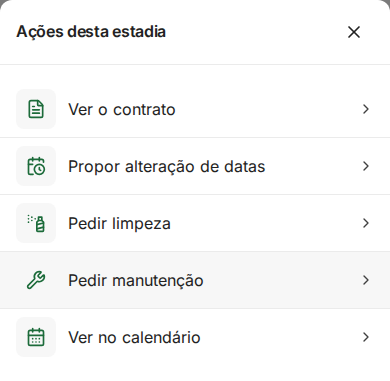 Ações desta estadia
Ver o contrato
Propor alteração de datas
Pedir limpeza
Pedir manutenção
Ver no calendário